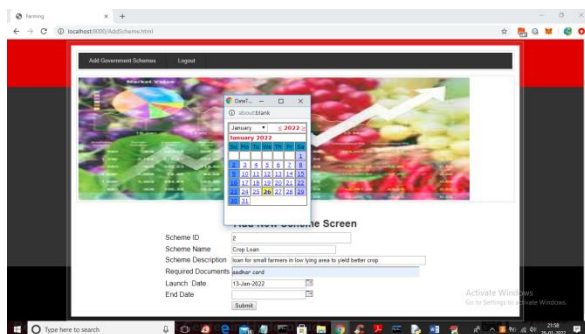 Farming
localhost:8000/AddScheme.html
Add Government Schemes Logout
DateT...
about:blank
January < 2022 >
January 2022
Su Mo Tu We Th Fr Sa
1
2 3 4 5 6 7 8
9 10 11 12 13 14 15
16 17 18 19 20 21 22
23 24 25 26 27 28 29
30 31
Add New Scheme Screen
Scheme ID 2
Scheme Name Crop Loan
Scheme Description loan for small farmers in low lying area to yield better crop
Required Documents aadhar card
Launch Date 13-Jan-2022
End Date
Submit
Activate Windows
Go to Settings to activate Windows.
Type here to search
21:58
26-01-2022